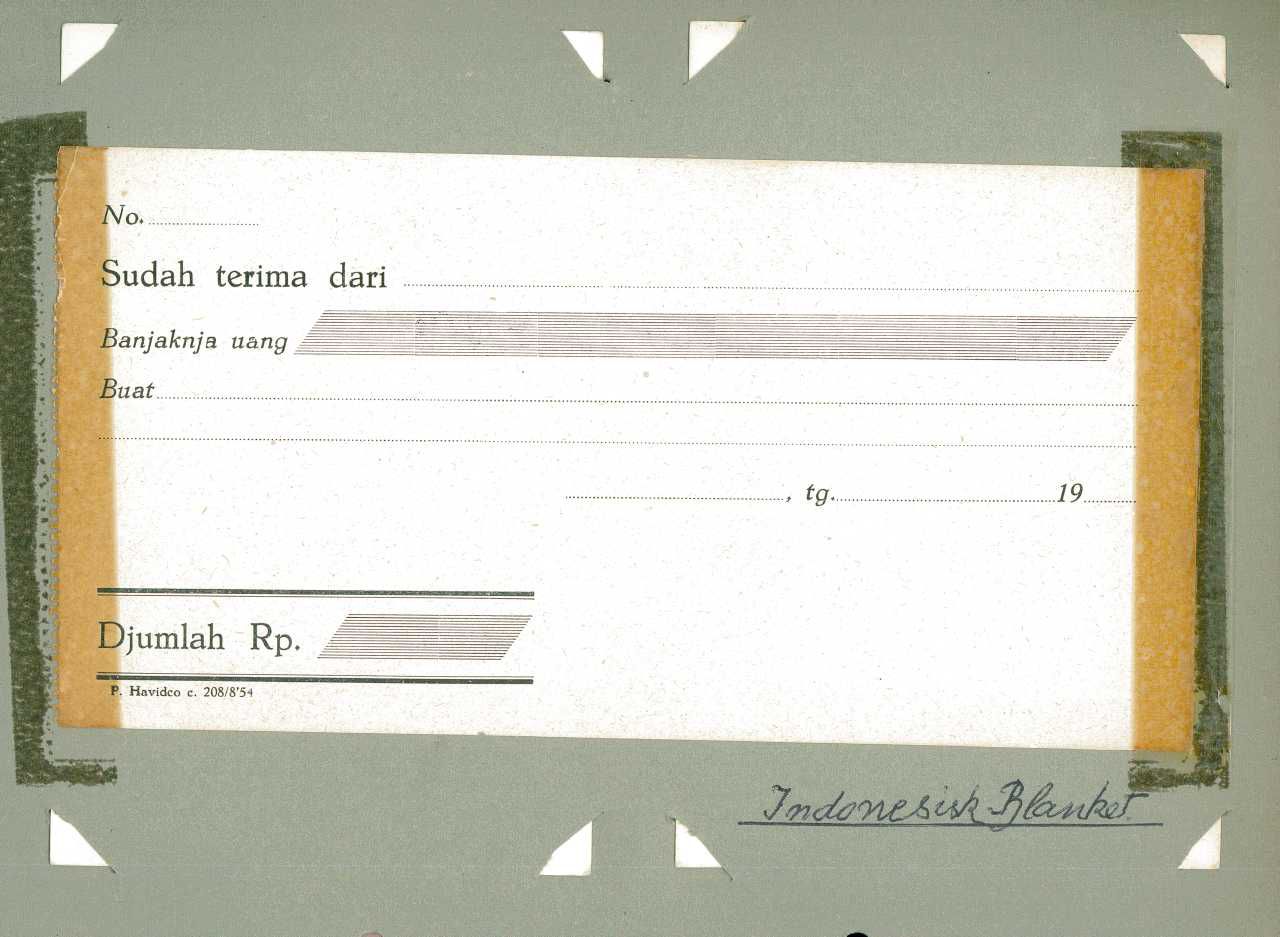 No.
Sudah terima dari
Banjaknja uang
Buat
, tg. 19
Djumlah Rp.
P. Havidco c. 208/8'54
Indonesisk Blanket